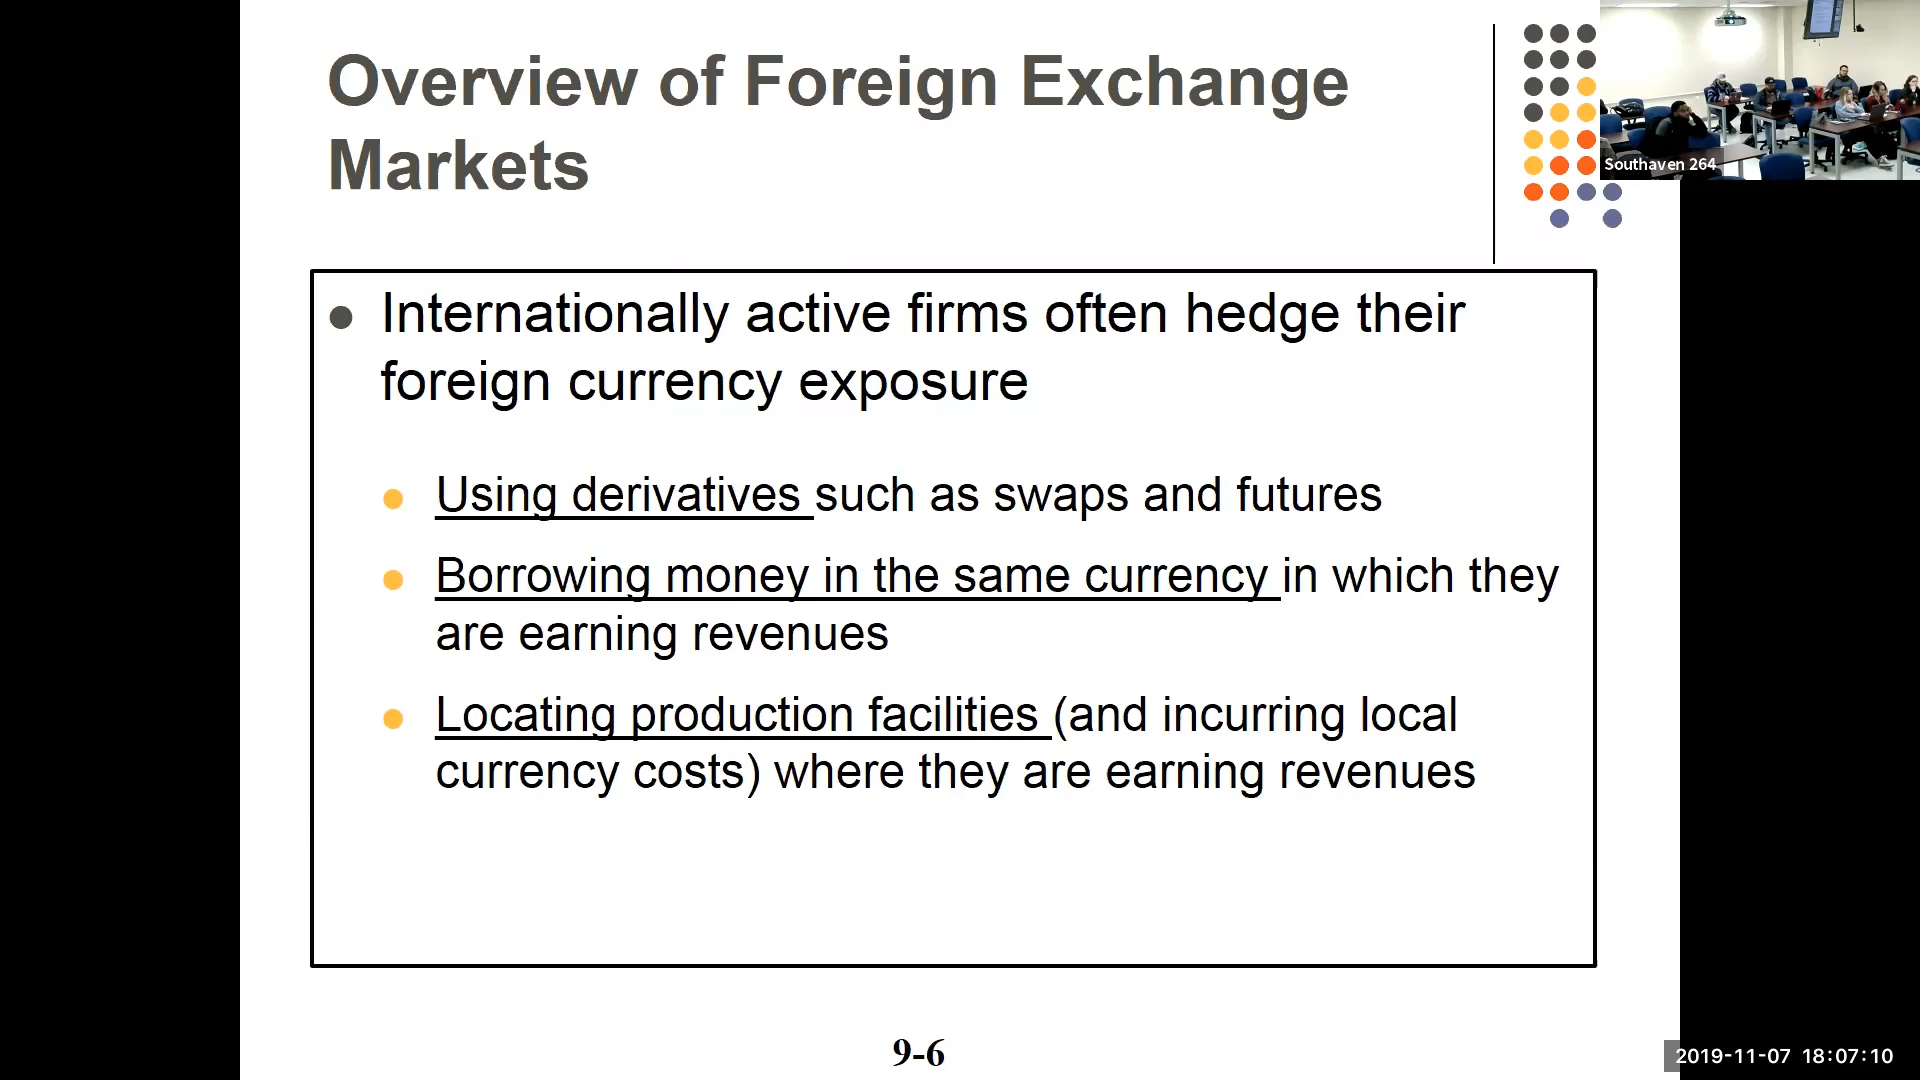 Overview of Foreign Exchange
Markets
Southaven 264
Internationally active firms often hedge their
foreign currency exposure
Using derivatives such as swaps and futures
Borrowing money in the same currency in which they
are earning revenues
Locating production facilities (and incurring local
currency costs) where they are earning revenues
9-6
2019-11-07 18:07:10